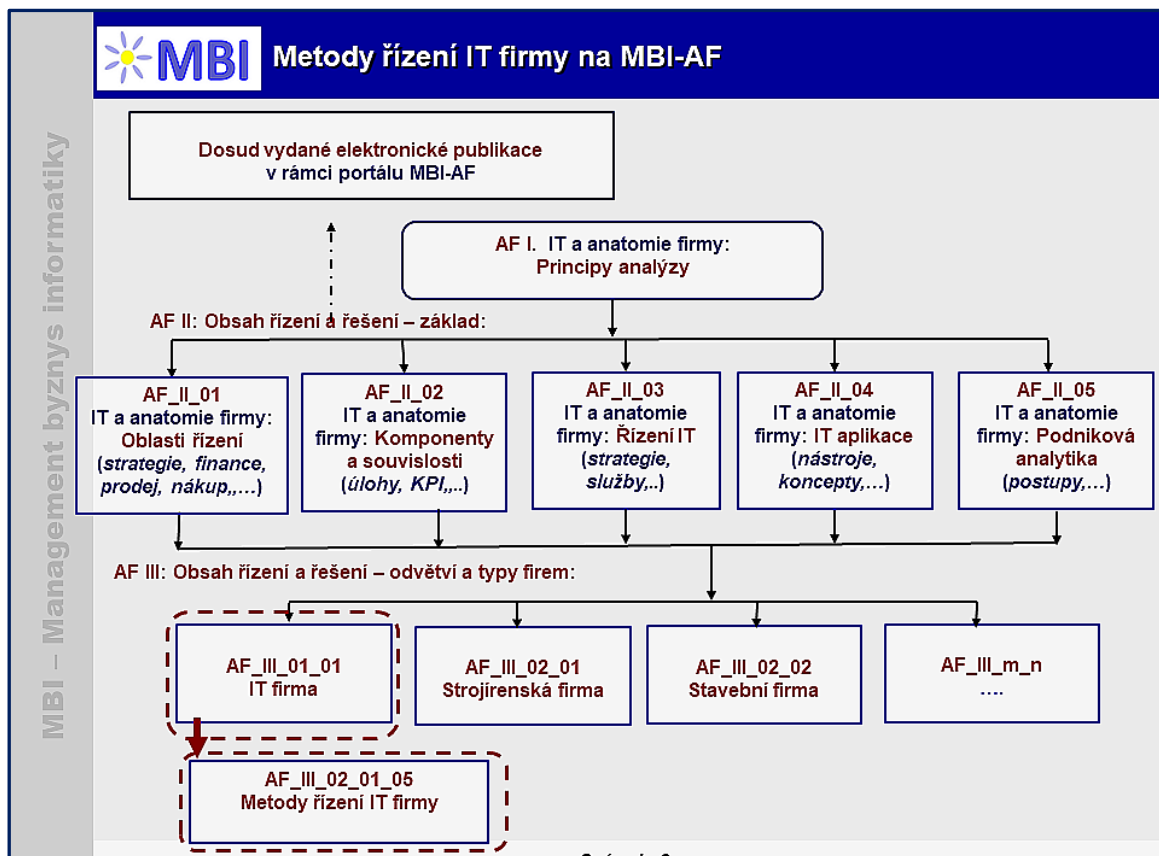 MBI
Metody řízení IT firmy na MBI-AF
MBI – Management byznys informatiky
Dosud vydané elektronické publikace
v rámci portálu MBI-AF
AF I. IT a anatomie firmy:
Principy analýzy
AF II: Obsah řízení a řešení – základ:
AF_II_01
IT a anatomie firmy:
Oblasti řízení
(strategie, finance,
prodej, nákup,,…)
AF_II_02
IT a anatomie
firmy: Komponenty
a souvislosti
(úlohy, KPI,,..)
AF_II_03
IT a anatomie
firmy: Řízení IT
(strategie,
služby,..)
AF_II_04
IT a anatomie
firmy: IT aplikace
(nástroje,
koncepty,…)
AF_II_05
IT a anatomie
firmy: Podniková
analytika
(postupy,…)
AF III: Obsah řízení a řešení – odvětví a typy firem:
AF_III_01_01
IT firma
AF_III_02_01
Strojírenská firma
AF_III_02_02
Stavební firma
AF_III_m_n
….
AF_III_02_01_05
Metody řízení IT firmy